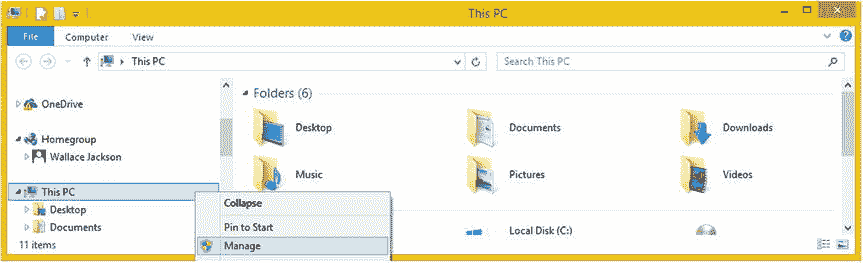 This PC
File Computer View
This PC Search This PC
OneDrive
Homegroup
Wallace Jackson
This PC
Desktop
Documents
11 items
Folders (6)
Desktop Documents Downloads
Music Pictures Videos
Local Disk (C:)
Collapse
Pin to Start
Manage